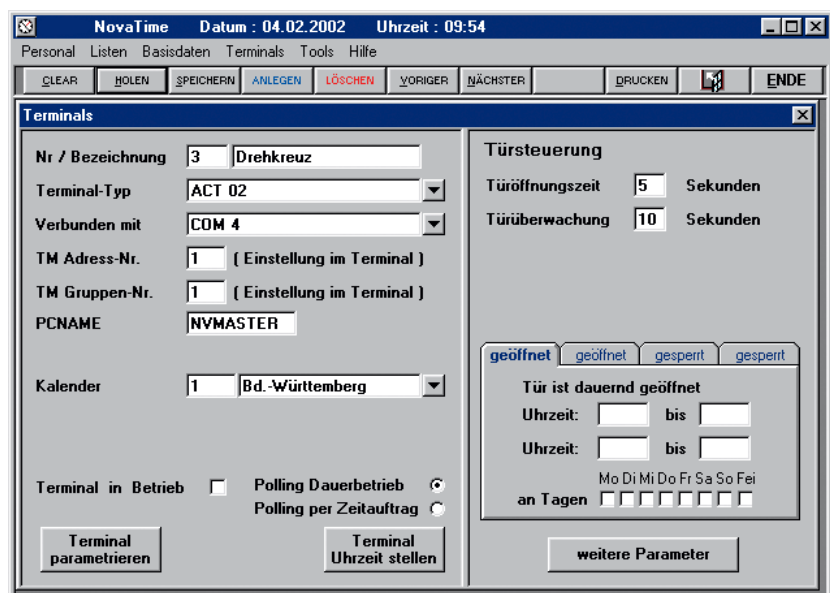 NovaTime Datum : 04.02.2002 Uhrzeit : 09:54
Personal Listen Basisdaten Terminals Tools Hilfe
CLEAR HOLEN SPEICHERN ANLEGEN LÖSCHEN VORIGER NÄCHSTER DRUCKEN ENDE
Terminals
Nr / Bezeichnung 3 Drehkreuz
Terminal-Typ ACT 02
Verbunden mit COM 4
TM Adress-Nr. 1 ( Einstellung im Terminal )
TM Gruppen-Nr. 1 ( Einstellung im Terminal )
PCNAME NVMASTER
Kalender 1 Bd.-Württemberg
Terminal in Betrieb Polling Dauerbetrieb
Polling per Zeitauftrag
Terminal parametrieren
Terminal Uhrzeit stellen
Türsteuerung
Türöffnungszeit 5 Sekunden
Türüberwachung 10 Sekunden
geöffnet geöffnet gesperrt gesperrt
Tür ist dauernd geöffnet
Uhrzeit: bis
Uhrzeit: bis
Mo Di Mi Do Fr Sa So Fei
an Tagen
weitere Parameter